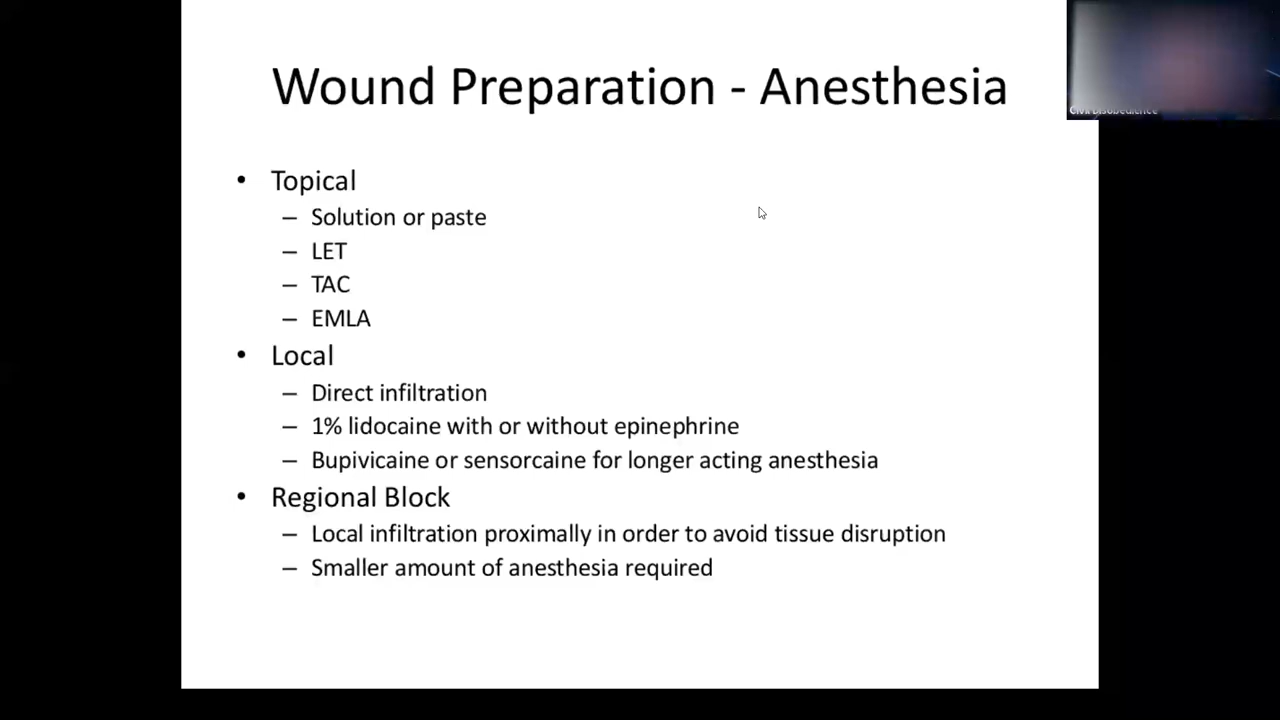 Wound Preparation - Anesthesia
• Topical
– Solution or paste
– LET
– TAC
– EMLA
• Local
– Direct infiltration
– 1% lidocaine with or without epinephrine
– Bupivicaine or sensorcaine for longer acting anesthesia
• Regional Block
– Local infiltration proximally in order to avoid tissue disruption
– Smaller amount of anesthesia required
Civil Disobedience